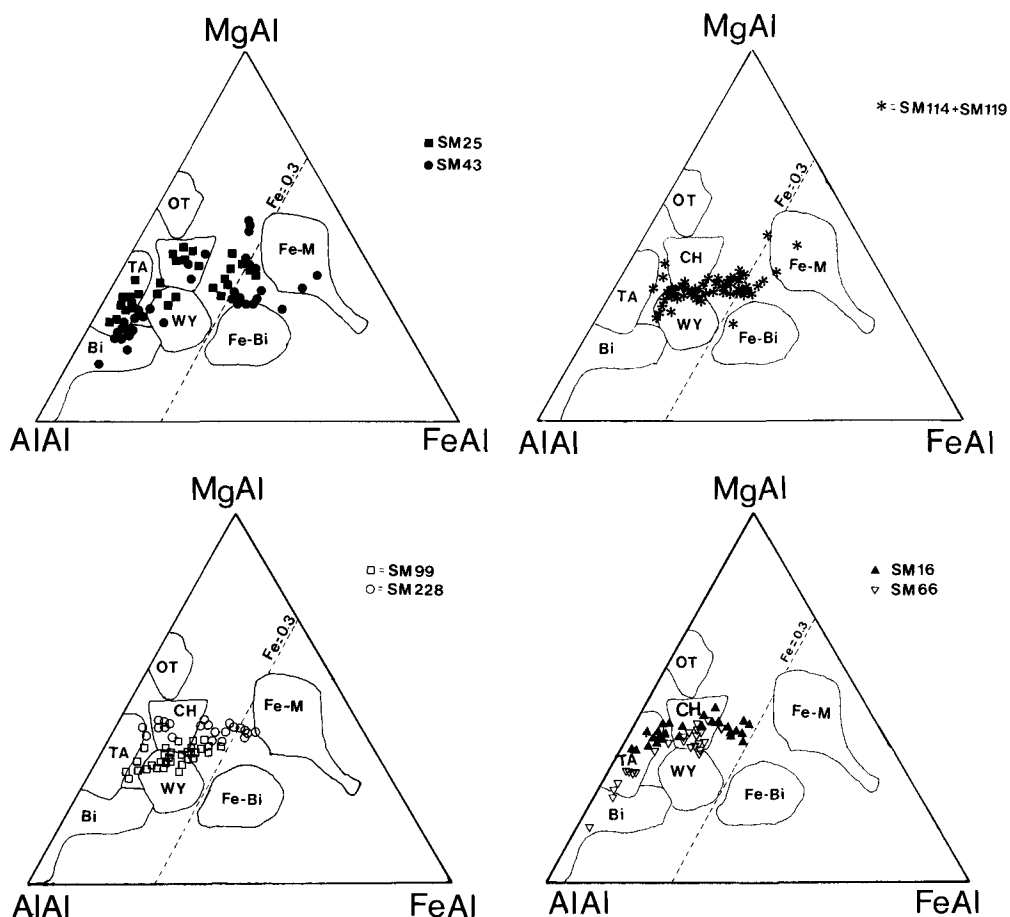 MgAl
■ SM25
● SM43
Fe=0.3
OT
TA
Fe-M
WY
Bi
Fe-Bi
AlAl
FeAl
MgAl
* = SM114+SM119
Fe=0.3
OT
CH
Fe-M
TA
WY
Bi
Fe-Bi
AlAl
FeAl
MgAl
□ = SM99
○ = SM228
Fe=0.3
OT
CH
Fe-M
TA
WY
Bi
Fe-Bi
AlAl
FeAl
MgAl
▲ SM16
▽ SM66
Fe=0.3
OT
CH
Fe-M
TA
WY
Fe-Bi
Bi
AlAl
FeAl